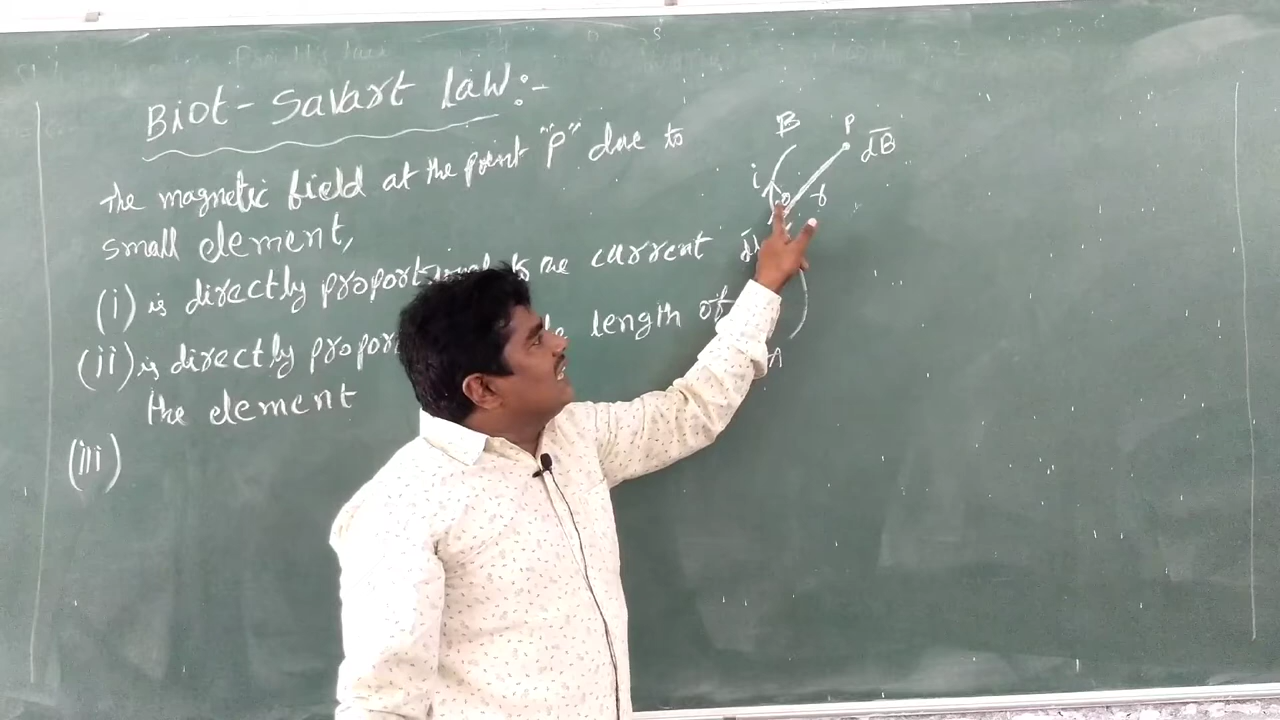 Biot - Savart law:-
the magnetic field at the point "P" due to
small element,
(i) is directly proportional to the current
(ii) is directly length of
the element
(iii)
B
P
dB
i
r
A